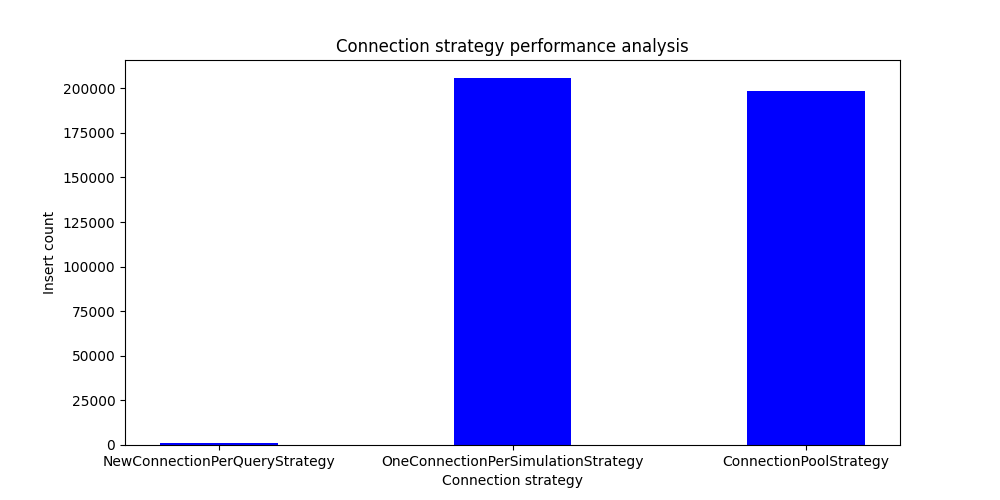 Connection strategy performance analysis
Insert count
200000
175000
150000
125000
100000
75000
50000
25000
0
NewConnectionPerQueryStrategy
OneConnectionPerSimulationStrategy
ConnectionPoolStrategy
Connection strategy